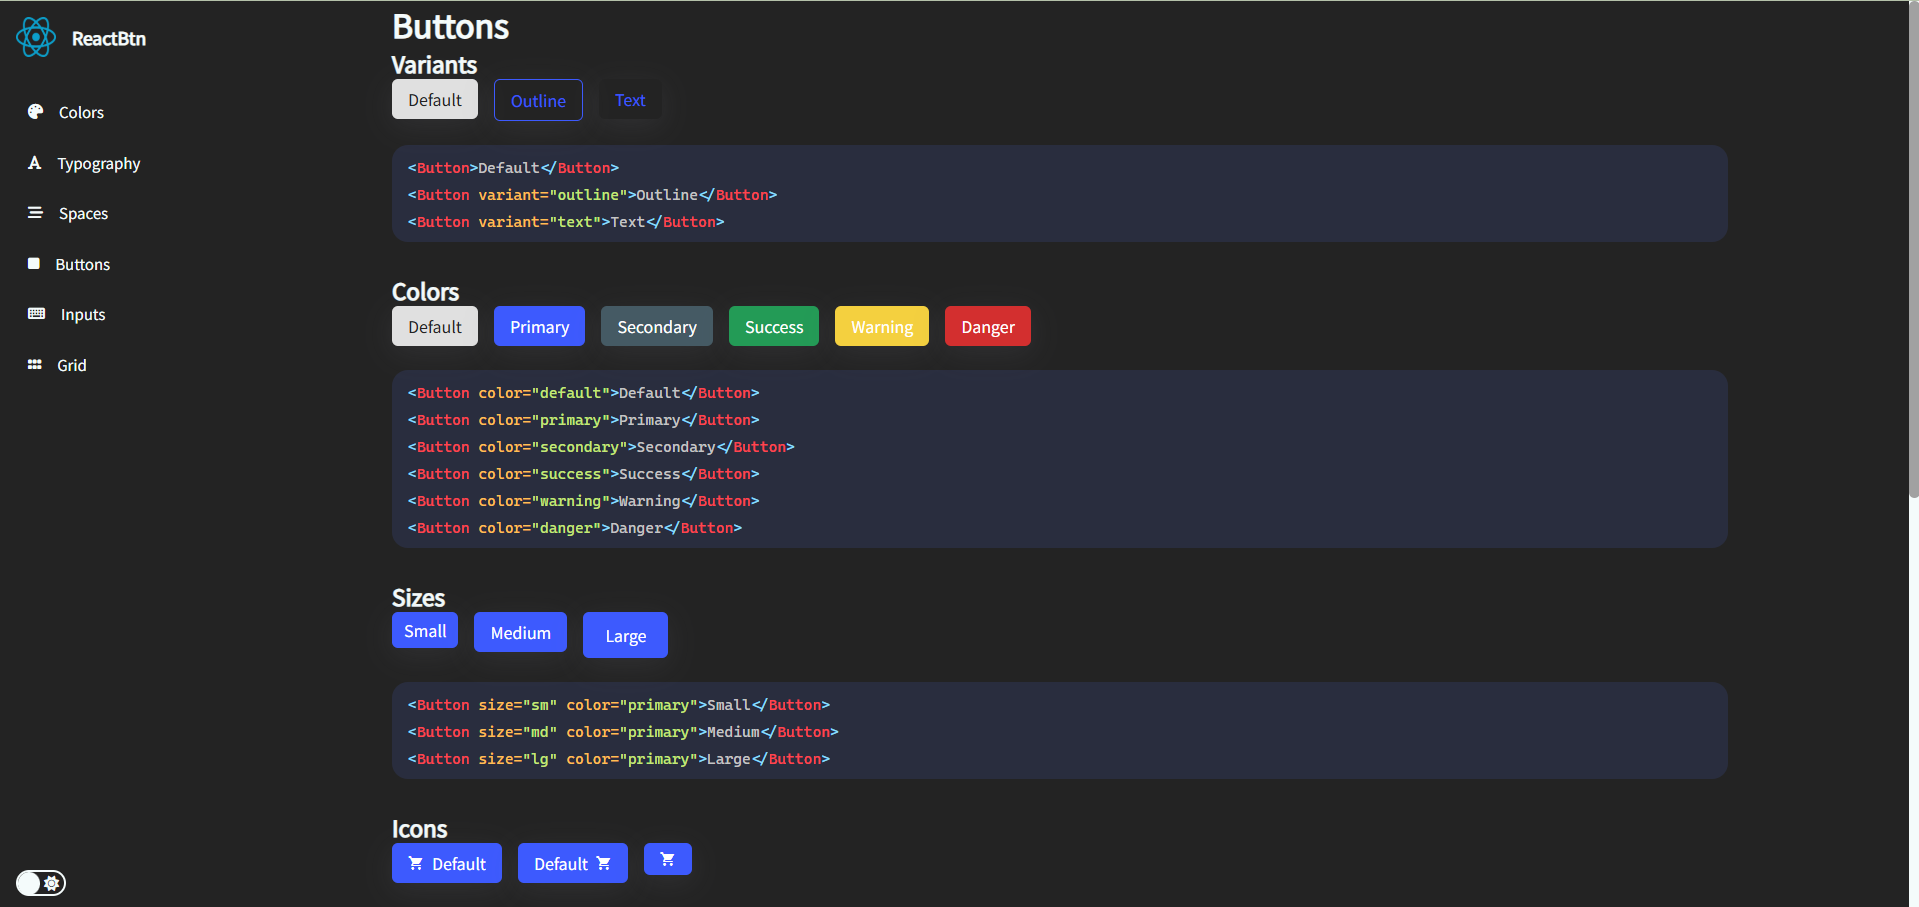 ReactBtn
Colors
Typography
Spaces
Buttons
Inputs
Grid
Buttons
Variants
Default Outline Text
<Button>Default</Button>
<Button variant="outline">Outline</Button>
<Button variant="text">Text</Button>
Colors
Default Primary Secondary Success Warning Danger
<Button color="default">Default</Button>
<Button color="primary">Primary</Button>
<Button color="secondary">Secondary</Button>
<Button color="success">Success</Button>
<Button color="warning">Warning</Button>
<Button color="danger">Danger</Button>
Sizes
Small Medium Large
<Button size="sm" color="primary">Small</Button>
<Button size="md" color="primary">Medium</Button>
<Button size="lg" color="primary">Large</Button>
Icons
Default Default